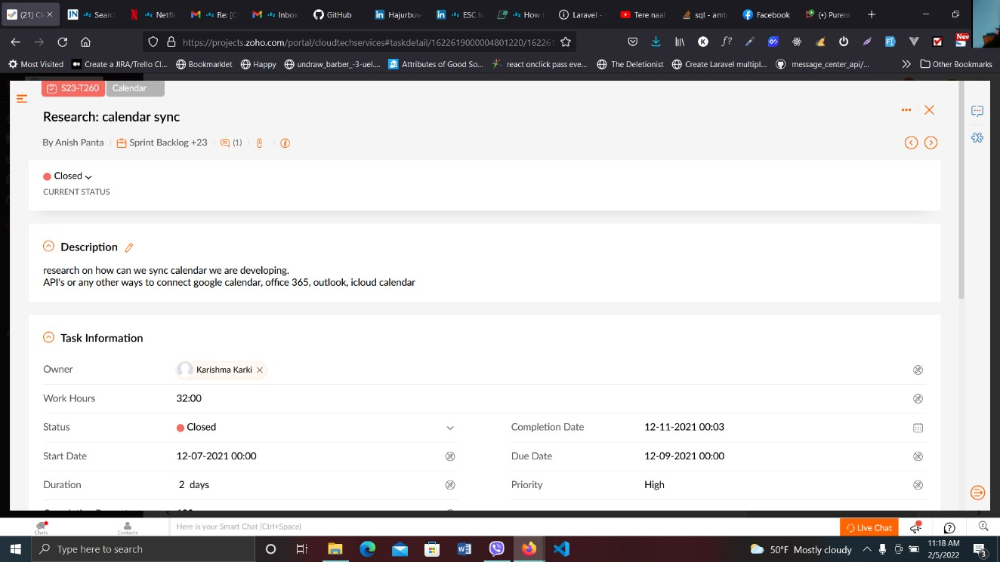 (21) Cl
Searc
Netfli
Re: [C
Inbox
GitHub
Hajurbuw
ESC h
How t
Laravel -
Tere naal
sql - amb
Facebook
(•) Puren
https://projects.zoho.com/portal/cloudtechservices#taskdetail/1622619000004801220/16226
New
Most Visited
Create a JIRA/Trello Cl...
Bookmarklet
Happy
undraw_barber_-3-uel....
Attributes of Good So...
react onclick pass eve...
The Deletionist
Create Laravel multipl...
message_center_api/...
Other Bookmarks
S23-T260 Calendar
Research: calendar sync
By Anish Panta
Sprint Backlog +23
(1)
Closed
CURRENT STATUS
Description
research on how can we sync calendar we are developing.
API's or any other ways to connect google calendar, office 365, outlook, icloud calendar
Task Information
Owner Karishma Karki
Work Hours 32:00
Status Closed Completion Date 12-11-2021 00:03
Start Date 12-07-2021 00:00 Due Date 12-09-2021 00:00
Duration 2 days Priority High
Chats
Contacts
Here is your Smart Chat (Ctrl+Space)
Live Chat
Type here to search
50°F Mostly cloudy
11:18 AM
2/5/2022
3